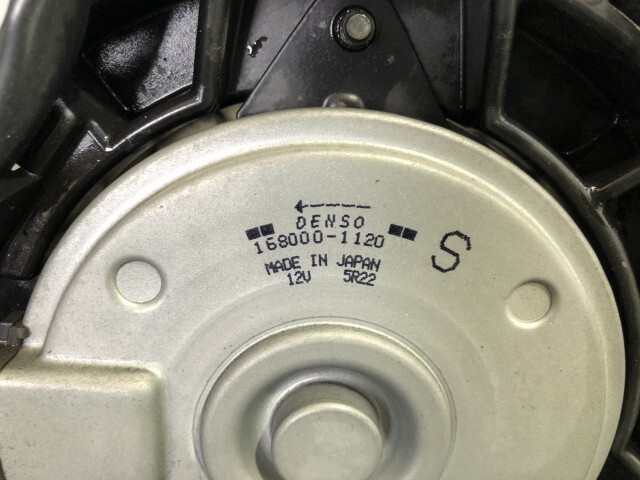 DENSO
168000-1120
S
MADE IN JAPAN
12V 5R22